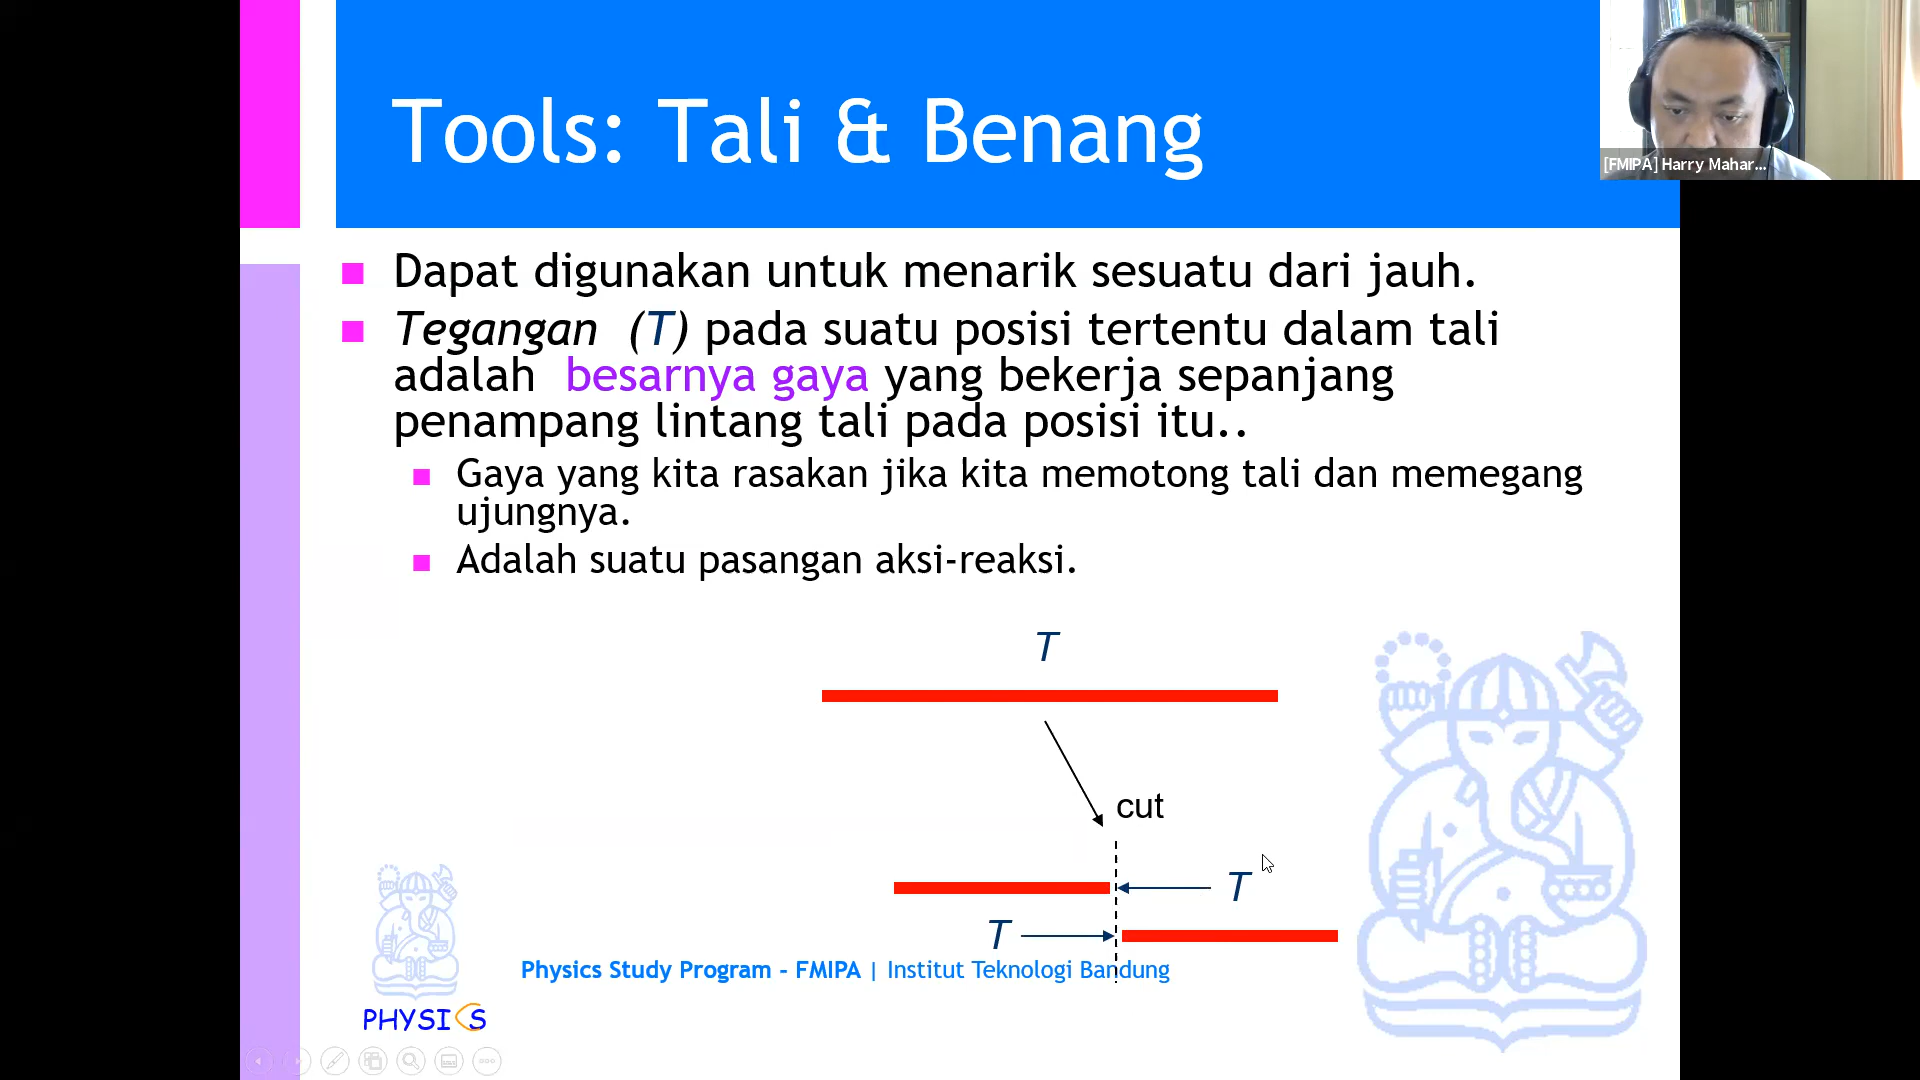 Tools: Tali & Benang
[FMIPA] Harry Mahar...
Dapat digunakan untuk menarik sesuatu dari jauh.
Tegangan (T) pada suatu posisi tertentu dalam tali
adalah besarnya gaya yang bekerja sepanjang
penampang lintang tali pada posisi itu..
Gaya yang kita rasakan jika kita memotong tali dan memegang
ujungnya.
Adalah suatu pasangan aksi-reaksi.
T
cut
T
T
Physics Study Program - FMIPA | Institut Teknologi Bandung
PHYSICS